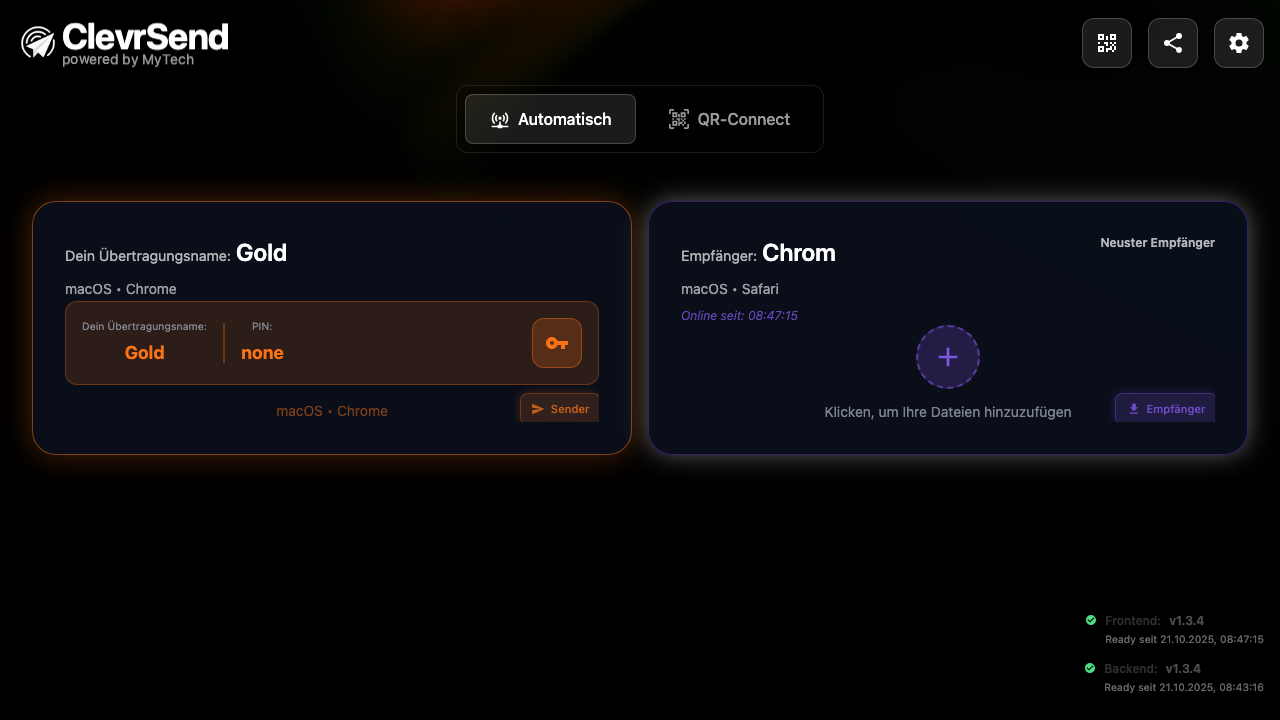 ClevrSend
powered by MyTech
Automatisch
QR-Connect
Dein Übertragungsname: Gold
macOS • Chrome
Dein Übertragungsname:
Gold
PIN:
none
macOS • Chrome
Sender
Empfänger: Chrom
Neuster Empfänger
macOS • Safari
Online seit: 08:47:15
Klicken, um Ihre Dateien hinzuzufügen
Empfänger
Frontend: v1.3.4
Ready seit 21.10.2025, 08:47:15
Backend: v1.3.4
Ready seit 21.10.2025, 08:43:16